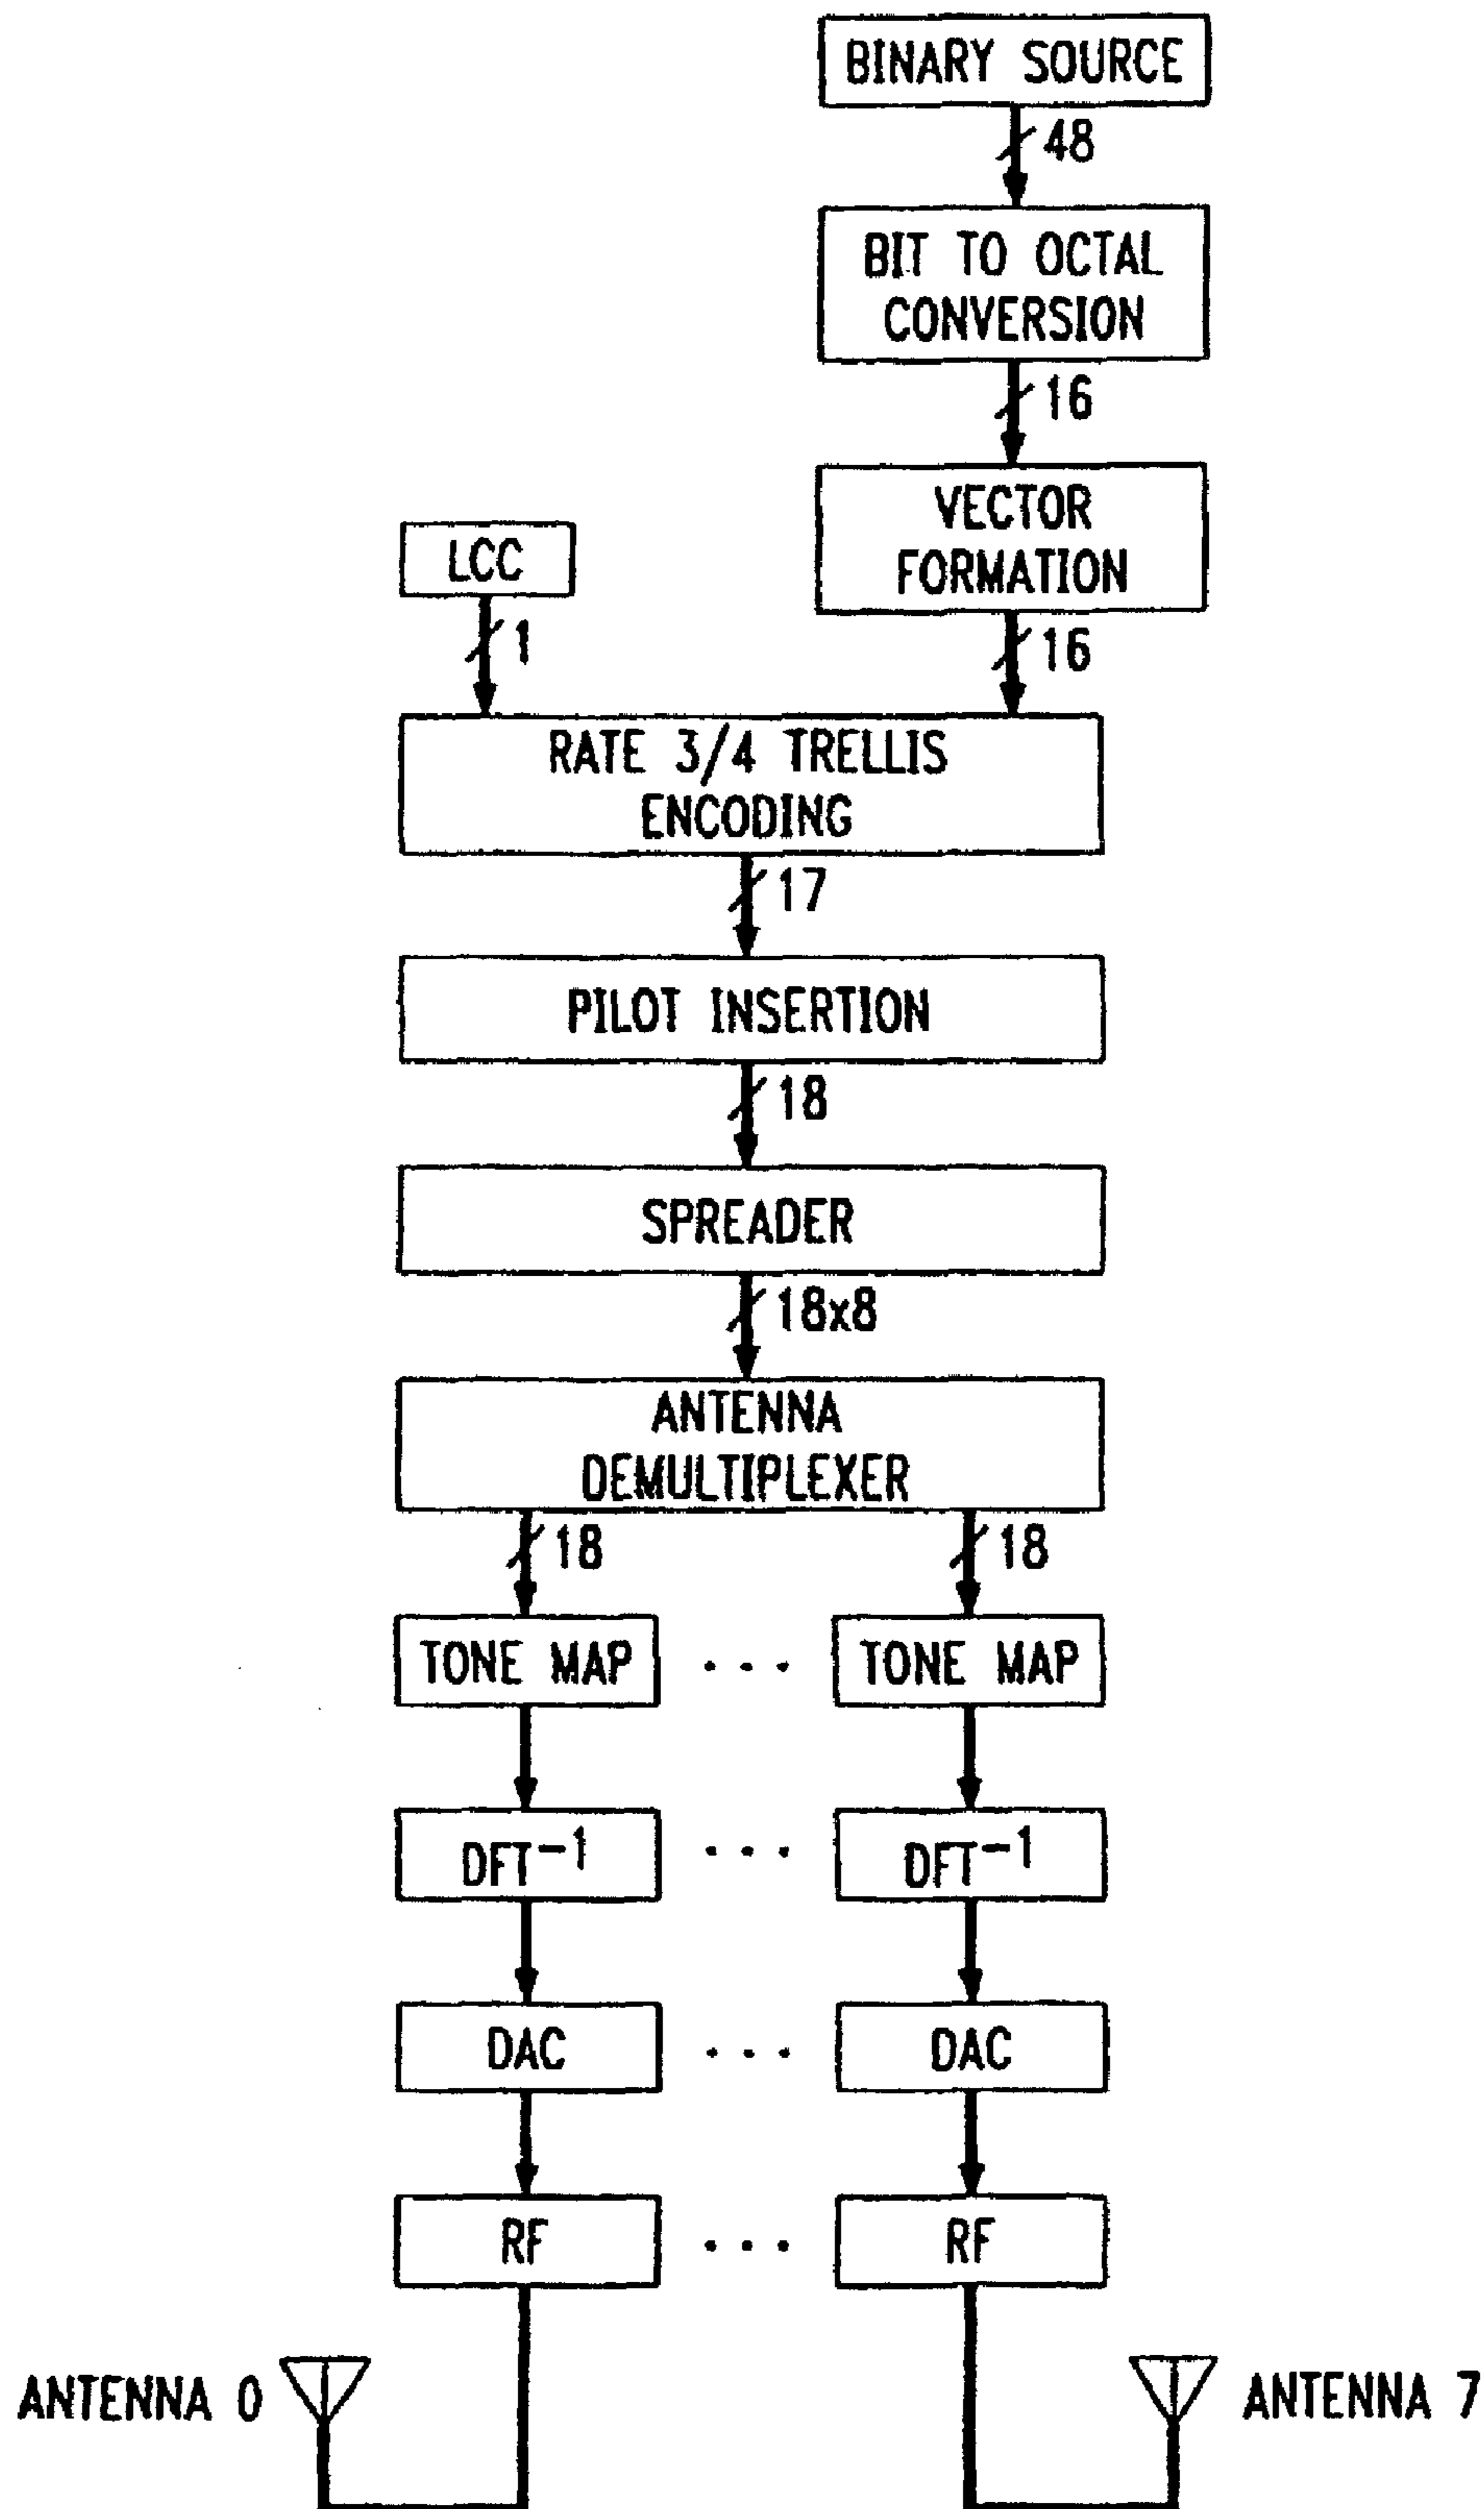 BINARY SOURCE
48
BIT TO OCTAL
CONVERSION
16
VECTOR
FORMATION
LCC
1
16
RATE 3/4 TRELLIS
ENCODING
17
PILOT INSERTION
18
SPREADER
18x8
ANTENNA
DEMULTIPLEXER
18 18
TONE MAP ... TONE MAP
DFT⁻¹ ... DFT⁻¹
DAC ... DAC
RF ... RF
ANTENNA 0 ANTENNA 7